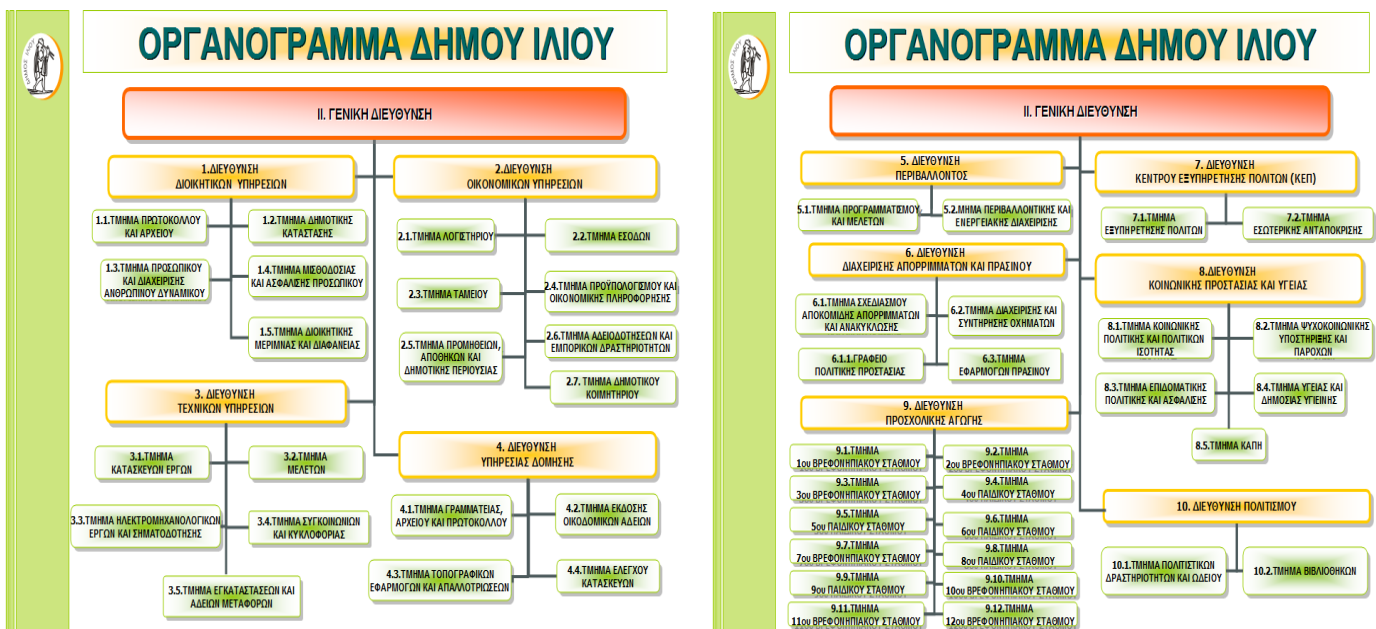 ΟΡΓΑΝΟΓΡΑΜΜΑ ΔΗΜΟΥ ΙΛΙΟΥ
ΔΗΜΟΣ ΙΛΙΟΥ
ΙΙ. ΓΕΝΙΚΗ ΔΙΕΥΘΥΝΣΗ
1.ΔΙΕΥΘΥΝΣΗ
ΔΙΟΙΚΗΤΙΚΩΝ ΥΠΗΡΕΣΙΩΝ
2.ΔΙΕΥΘΥΝΣΗ
ΟΙΚΟΝΟΜΙΚΩΝ ΥΠΗΡΕΣΙΩΝ
1.1.ΤΜΗΜΑ ΠΡΩΤΟΚΟΛΛΟΥ
ΚΑΙ ΑΡΧΕΙΟΥ
1.2.ΤΜΗΜΑ ΔΗΜΟΤΙΚΗΣ
ΚΑΤΑΣΤΑΣΗΣ
1.3.ΤΜΗΜΑ ΠΡΟΣΩΠΙΚΟΥ
ΚΑΙ ΔΙΑΧΕΙΡΙΣΗΣ
ΑΝΘΡΩΠΙΝΟΥ ΔΥΝΑΜΙΚΟΥ
1.4.ΤΜΗΜΑ ΜΙΣΘΟΔΟΣΙΑΣ
ΚΑΙ ΑΣΦΑΛΙΣΗΣ ΠΡΟΣΩΠΙΚΟΥ
1.5.ΤΜΗΜΑ ΔΙΟΙΚΗΤΙΚΗΣ
ΜΕΡΙΜΝΑΣ ΚΑΙ ΔΙΑΦΑΝΕΙΑΣ
2.1.ΤΜΗΜΑ ΛΟΓΙΣΤΗΡΙΟΥ
2.2.ΤΜΗΜΑ ΕΣΟΔΩΝ
2.3.ΤΜΗΜΑ ΤΑΜΕΙΟΥ
2.4.ΤΜΗΜΑ ΠΡΟΫΠΟΛΟΓΙΣΜΟΥ ΚΑΙ
ΟΙΚΟΝΟΜΙΚΗΣ ΠΛΗΡΟΦΟΡΗΣΗΣ
2.5.ΤΜΗΜΑ ΠΡΟΜΗΘΕΙΩΝ,
ΑΠΟΘΗΚΩΝ ΚΑΙ
ΔΗΜΟΤΙΚΗΣ ΠΕΡΙΟΥΣΙΑΣ
2.6.ΤΜΗΜΑ ΑΔΕΙΟΔΟΤΗΣΕΩΝ ΚΑΙ
ΕΜΠΟΡΙΚΩΝ ΔΡΑΣΤΗΡΙΟΤΗΤΩΝ
2.7. ΤΜΗΜΑ ΔΗΜΟΤΙΚΟΥ
ΚΟΙΜΗΤΗΡΙΟΥ
3. ΔΙΕΥΘΥΝΣΗ
ΤΕΧΝΙΚΩΝ ΥΠΗΡΕΣΙΩΝ
3.1.ΤΜΗΜΑ
ΚΑΤΑΣΚΕΥΩΝ ΕΡΓΩΝ
3.2.ΤΜΗΜΑ
ΜΕΛΕΤΩΝ
3.3.ΤΜΗΜΑ ΗΛΕΚΤΡΟΜΗΧΑΝΟΛΟΓΙΚΩΝ
ΕΡΓΩΝ ΚΑΙ ΣΗΜΑΤΟΔΟΤΗΣΗΣ
3.4.ΤΜΗΜΑ ΣΥΓΚΟΙΝΩΝΙΩΝ
ΚΑΙ ΚΥΚΛΟΦΟΡΙΑΣ
3.5.ΤΜΗΜΑ ΕΓΚΑΤΑΣΤΑΣΕΩΝ ΚΑΙ
ΑΔΕΙΩΝ ΜΕΤΑΦΟΡΩΝ
4. ΔΙΕΥΘΥΝΣΗ
ΥΠΗΡΕΣΙΑΣ ΔΟΜΗΣΗΣ
4.1.ΤΜΗΜΑ ΓΡΑΜΜΑΤΕΙΑΣ,
ΑΡΧΕΙΟΥ ΚΑΙ ΠΡΩΤΟΚΟΛΛΟΥ
4.2.ΤΜΗΜΑ ΕΚΔΟΣΗΣ
ΟΙΚΟΔΟΜΙΚΩΝ ΑΔΕΙΩΝ
4.3.ΤΜΗΜΑ ΤΟΠΟΓΡΑΦΙΚΩΝ
ΕΦΑΡΜΟΓΩΝ ΚΑΙ ΑΠΑΛΛΟΤΡΙΩΣΕΩΝ
4.4.ΤΜΗΜΑ ΕΛΕΓΧΟΥ
ΚΑΤΑΣΚΕΥΩΝ
ΟΡΓΑΝΟΓΡΑΜΜΑ ΔΗΜΟΥ ΙΛΙΟΥ
ΔΗΜΟΣ ΙΛΙΟΥ
ΙΙ. ΓΕΝΙΚΗ ΔΙΕΥΘΥΝΣΗ
5. ΔΙΕΥΘΥΝΣΗ
ΠΕΡΙΒΑΛΛΟΝΤΟΣ
5.1.ΤΜΗΜΑ ΠΡΟΓΡΑΜΜΑΤΙΣΜΟΥ
ΚΑΙ ΜΕΛΕΤΩΝ
5.2.ΜΗΜΑ ΠΕΡΙΒΑΛΛΟΝΤΙΚΗΣ ΚΑΙ
ΕΝΕΡΓΕΙΑΚΗΣ ΔΙΑΧΕΙΡΙΣΗΣ
6. ΔΙΕΥΘΥΝΣΗ
ΔΙΑΧΕΙΡΙΣΗΣ ΑΠΟΡΡΙΜΜΑΤΩΝ ΚΑΙ ΠΡΑΣΙΝΟΥ
6.1.ΤΜΗΜΑ ΣΧΕΔΙΑΣΜΟΥ
ΑΠΟΚΟΜΙΔΗΣ ΑΠΟΡΡΙΜΜΑΤΩΝ
ΚΑΙ ΑΝΑΚΥΚΛΩΣΗΣ
6.2.ΤΜΗΜΑ ΔΙΑΧΕΙΡΙΣΗΣ ΚΑΙ
ΣΥΝΤΗΡΗΣΗΣ ΟΧΗΜΑΤΩΝ
6.1.1.ΓΡΑΦΕΙΟ
ΠΟΛΙΤΙΚΗΣ ΠΡΟΣΤΑΣΙΑΣ
6.3.ΤΜΗΜΑ
ΕΦΑΡΜΟΓΩΝ ΠΡΑΣΙΝΟΥ
7. ΔΙΕΥΘΥΝΣΗ
ΚΕΝΤΡΟΥ ΕΞΥΠΗΡΕΤΗΣΗΣ ΠΟΛΙΤΩΝ (ΚΕΠ)
7.1.ΤΜΗΜΑ
ΕΞΥΠΗΡΕΤΗΣΗΣ ΠΟΛΙΤΩΝ
7.2.ΤΜΗΜΑ
ΕΣΩΤΕΡΙΚΗΣ ΑΝΤΑΠΟΚΡΙΣΗΣ
8.ΔΙΕΥΘΥΝΣΗ
ΚΟΙΝΩΝΙΚΗΣ ΠΡΟΣΤΑΣΙΑΣ ΚΑΙ ΥΓΕΙΑΣ
8.1.ΤΜΗΜΑ ΚΟΙΝΩΝΙΚΗΣ
ΠΟΛΙΤΙΚΗΣ ΚΑΙ ΠΟΛΙΤΙΚΩΝ
ΙΣΟΤΗΤΑΣ
8.2.ΤΜΗΜΑ ΨΥΧΟΚΟΙΝΩΝΙΚΗΣ
ΥΠΟΣΤΗΡΙΞΗΣ ΚΑΙ
ΠΑΡΟΧΩΝ
8.3.ΤΜΗΜΑ ΕΠΙΔΟΜΑΤΙΚΗΣ
ΠΟΛΙΤΙΚΗΣ ΚΑΙ ΑΣΦΑΛΙΣΗΣ
8.4.ΤΜΗΜΑ ΥΓΕΙΑΣ ΚΑΙ
ΔΗΜΟΣΙΑΣ ΥΓΙΕΙΝΗΣ
8.5.ΤΜΗΜΑ ΚΑΠΗ
9. ΔΙΕΥΘΥΝΣΗ
ΠΡΟΣΧΟΛΙΚΗΣ ΑΓΩΓΗΣ
9.1.ΤΜΗΜΑ
1ου ΒΡΕΦΟΝΗΠΙΑΚΟΥ ΣΤΑΘΜΟΥ
9.2.ΤΜΗΜΑ
2ου ΒΡΕΦΟΝΗΠΙΑΚΟΥ ΣΤΑΘΜΟΥ
9.3.ΤΜΗΜΑ
3ου ΒΡΕΦΟΝΗΠΙΑΚΟΥ ΣΤΑΘΜΟΥ
9.4.ΤΜΗΜΑ
4ου ΠΑΙΔΙΚΟΥ ΣΤΑΘΜΟΥ
9.5.ΤΜΗΜΑ
5ου ΠΑΙΔΙΚΟΥ ΣΤΑΘΜΟΥ
9.6.ΤΜΗΜΑ
6ου ΠΑΙΔΙΚΟΥ ΣΤΑΘΜΟΥ
9.7.ΤΜΗΜΑ
7ου ΒΡΕΦΟΝΗΠΙΑΚΟΥ ΣΤΑΘΜΟΥ
9.8.ΤΜΗΜΑ
8ου ΠΑΙΔΙΚΟΥ ΣΤΑΘΜΟΥ
9.9.ΤΜΗΜΑ
9ου ΠΑΙΔΙΚΟΥ ΣΤΑΘΜΟΥ
9.10.ΤΜΗΜΑ
10ου ΒΡΕΦΟΝΗΠΙΑΚΟΥ ΣΤΑΘΜΟΥ
9.11.ΤΜΗΜΑ
11ου ΒΡΕΦΟΝΗΠΙΑΚΟΥ ΣΤΑΘΜΟΥ
9.12.ΤΜΗΜΑ
12ου ΒΡΕΦΟΝΗΠΙΑΚΟΥ ΣΤΑΘΜΟΥ
10. ΔΙΕΥΘΥΝΣΗ ΠΟΛΙΤΙΣΜΟΥ
10.1.ΤΜΗΜΑ ΠΟΛΙΤΙΣΤΙΚΩΝ
ΔΡΑΣΤΗΡΙΟΤΗΤΩΝ ΚΑΙ ΩΔΕΙΟΥ
10.2.ΤΜΗΜΑ ΒΙΒΛΙΟΘΗΚΩΝ